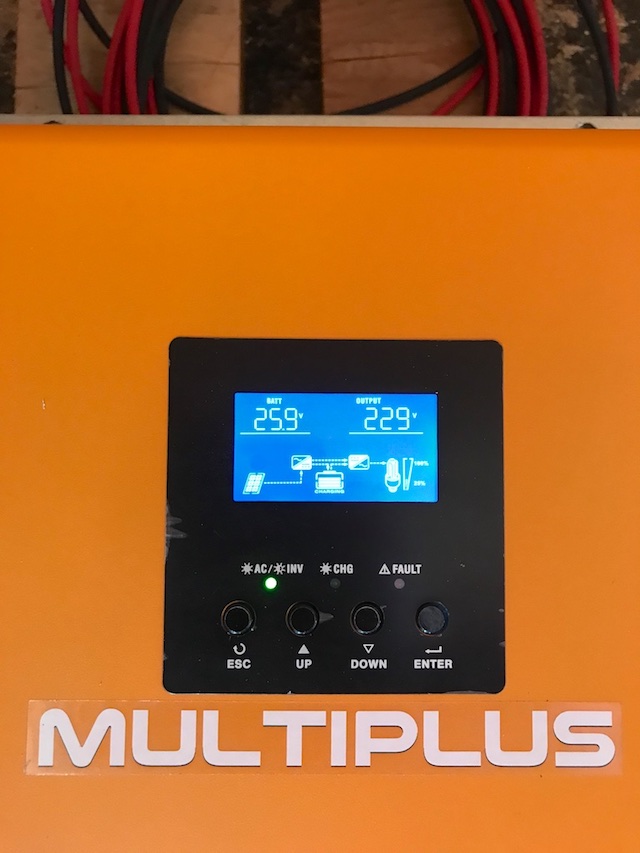 BATT OUTPUT
25.9V 229V
100%
25%
CHARGING
AC/ INV CHG FAULT
ESC UP DOWN ENTER
MULTIPLUS